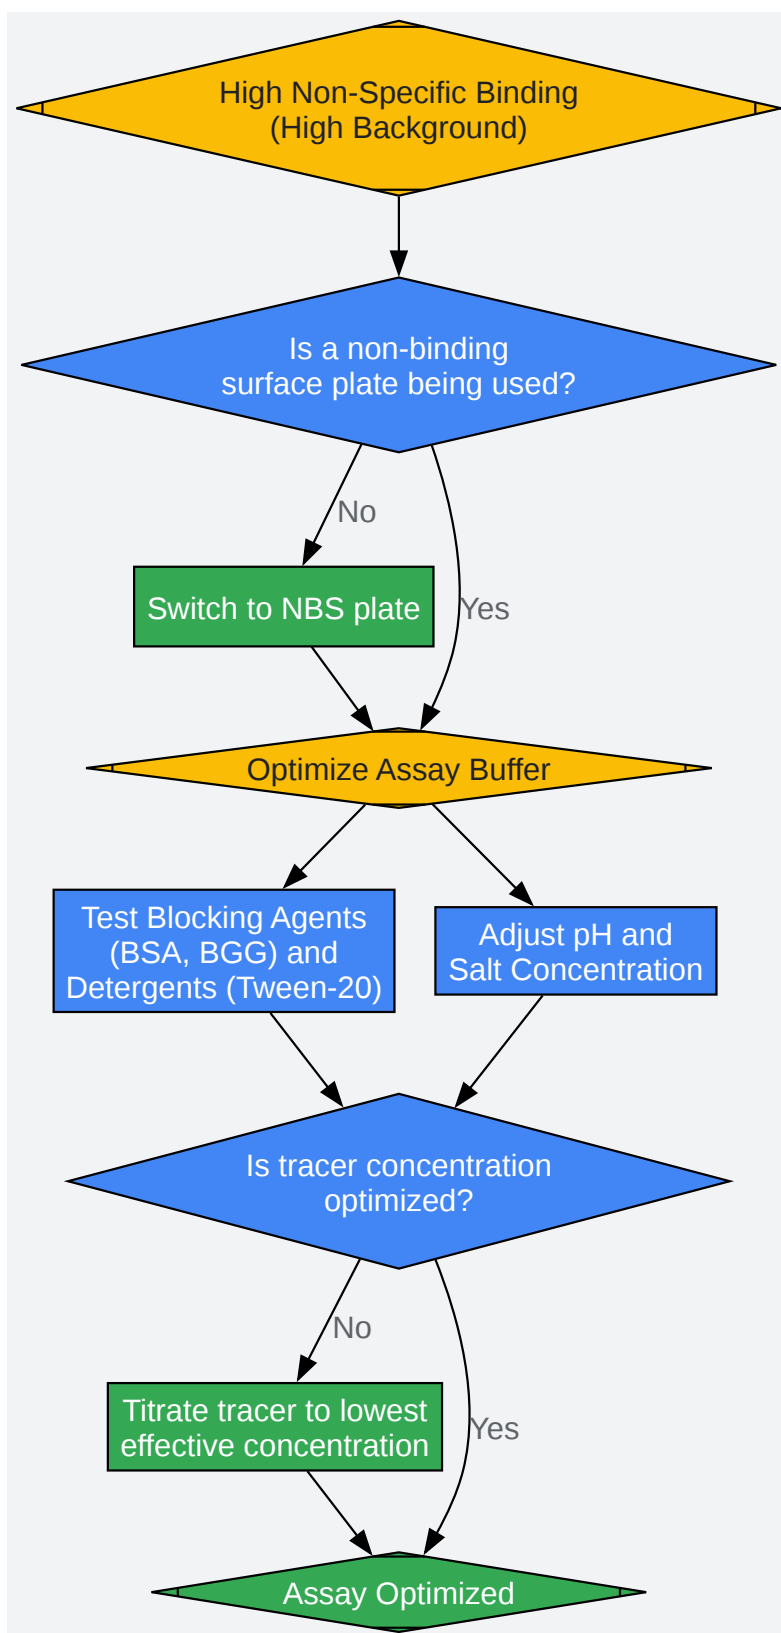 High Non-Specific Binding
(High Background)
Is a non-binding
surface plate being used?
No
Switch to NBS plate
Yes
Optimize Assay Buffer
Test Blocking Agents
(BSA, BGG) and
Detergents (Tween-20)
Adjust pH and
Salt Concentration
Is tracer concentration
optimized?
No
Titrate tracer to lowest
effective concentration
Yes
Assay Optimized